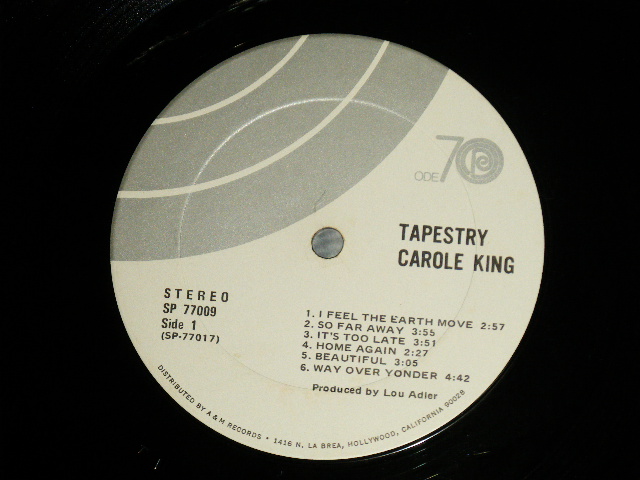 ODE 70
TAPESTRY
CAROLE KING
STEREO
SP 77009
Side 1
(SP-77017)
1. I FEEL THE EARTH MOVE 2:57
2. SO FAR AWAY 3:55
3. IT'S TOO LATE 3:51
4. HOME AGAIN 2:27
5. BEAUTIFUL 3:05
6. WAY OVER YONDER 4:42
Produced by Lou Adler
DISTRIBUTED BY A & M RECORDS • 1416 N. LA BREA, HOLLYWOOD, CALIFORNIA 90028